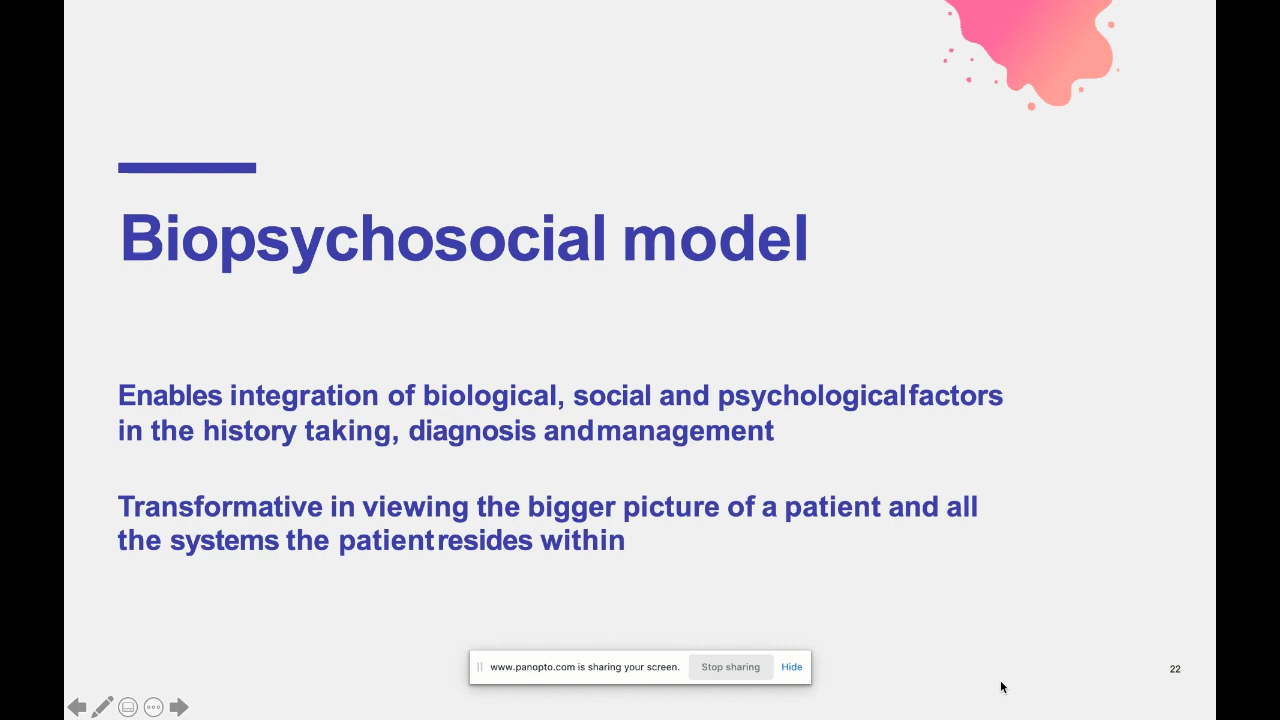 Biopsychosocial model
Enables integration of biological, social and psychological factors
in the history taking, diagnosis and management
Transformative in viewing the bigger picture of a patient and all
the systems the patient resides within
www.panopto.com is sharing your screen. Stop sharing Hide
22